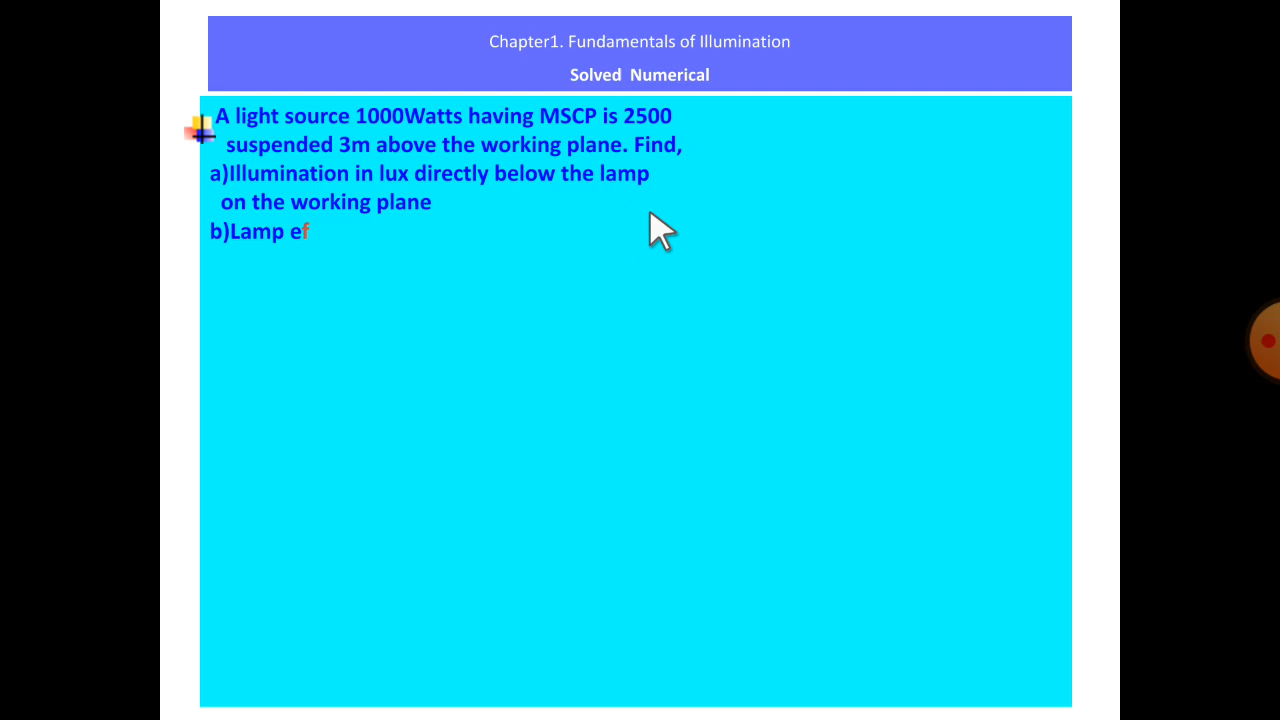 Chapter1. Fundamentals of Illumination
Solved Numerical
A light source 1000Watts having MSCP is 2500
suspended 3m above the working plane. Find,
a)Illumination in lux directly below the lamp
on the working plane
b)Lamp ef